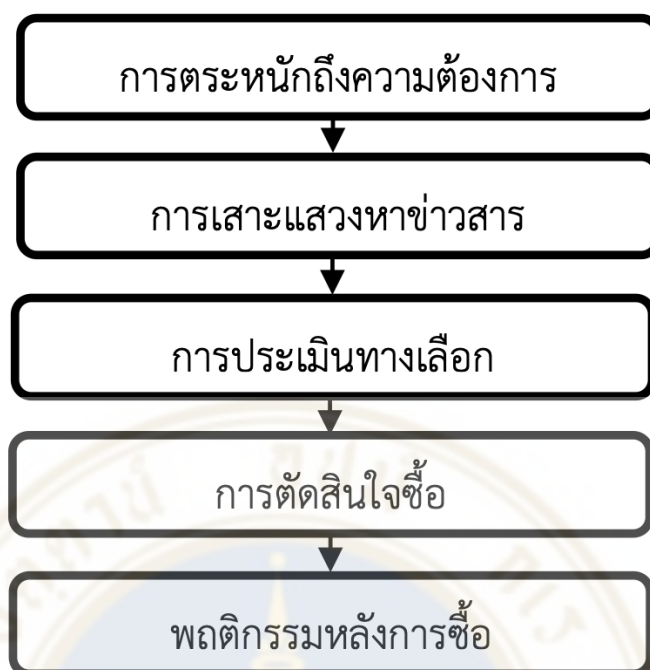 การตระหนักถึงความต้องการ
การเสาะแสวงหาข่าวสาร
การประเมินทางเลือก
การตัดสินใจซื้อ
พฤติกรรมหลังการซื้อ